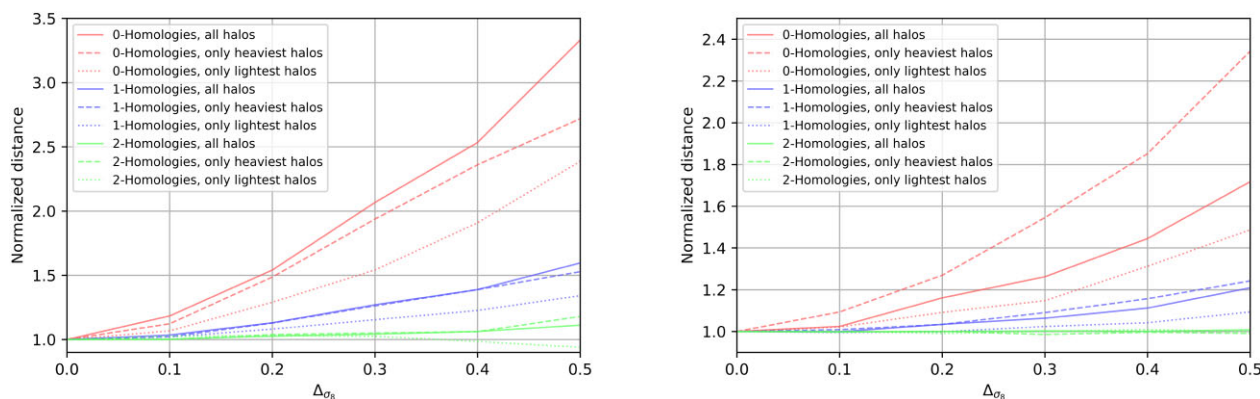 3.5
3.0
2.5
2.0
1.5
1.0
Normalized distance
0-Homologies, all halos
0-Homologies, only heaviest halos
0-Homologies, only lightest halos
1-Homologies, all halos
1-Homologies, only heaviest halos
1-Homologies, only lightest halos
2-Homologies, all halos
2-Homologies, only heaviest halos
2-Homologies, only lightest halos
0.0 0.1 0.2 0.3 0.4 0.5
Δσ₈
2.4
2.2
2.0
1.8
1.6
1.4
1.2
1.0
Normalized distance
0-Homologies, all halos
0-Homologies, only heaviest halos
0-Homologies, only lightest halos
1-Homologies, all halos
1-Homologies, only heaviest halos
1-Homologies, only lightest halos
2-Homologies, all halos
2-Homologies, only heaviest halos
2-Homologies, only lightest halos
0.0 0.1 0.2 0.3 0.4 0.5
Δσ₈